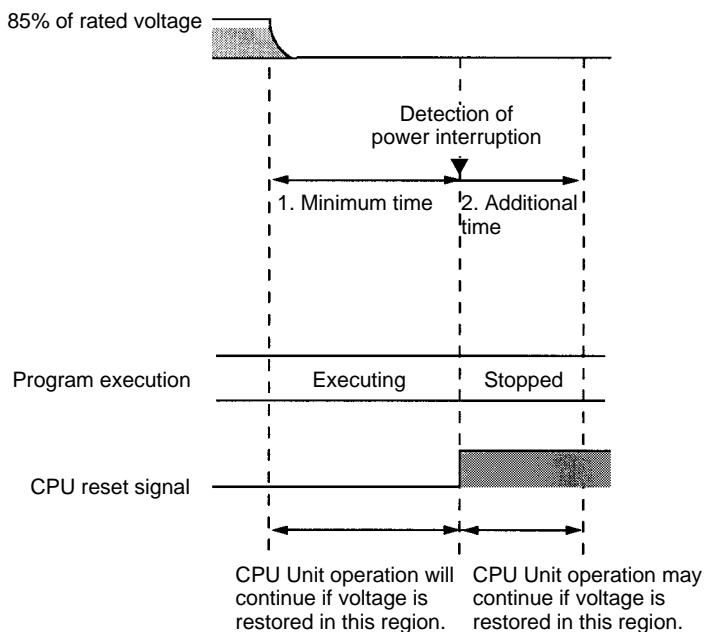 85% of rated voltage
Detection of
power interruption
1. Minimum time
2. Additional
time
Program execution
Executing
Stopped
CPU reset signal
CPU Unit operation will
continue if voltage is
restored in this region.
CPU Unit operation may
continue if voltage is
restored in this region.